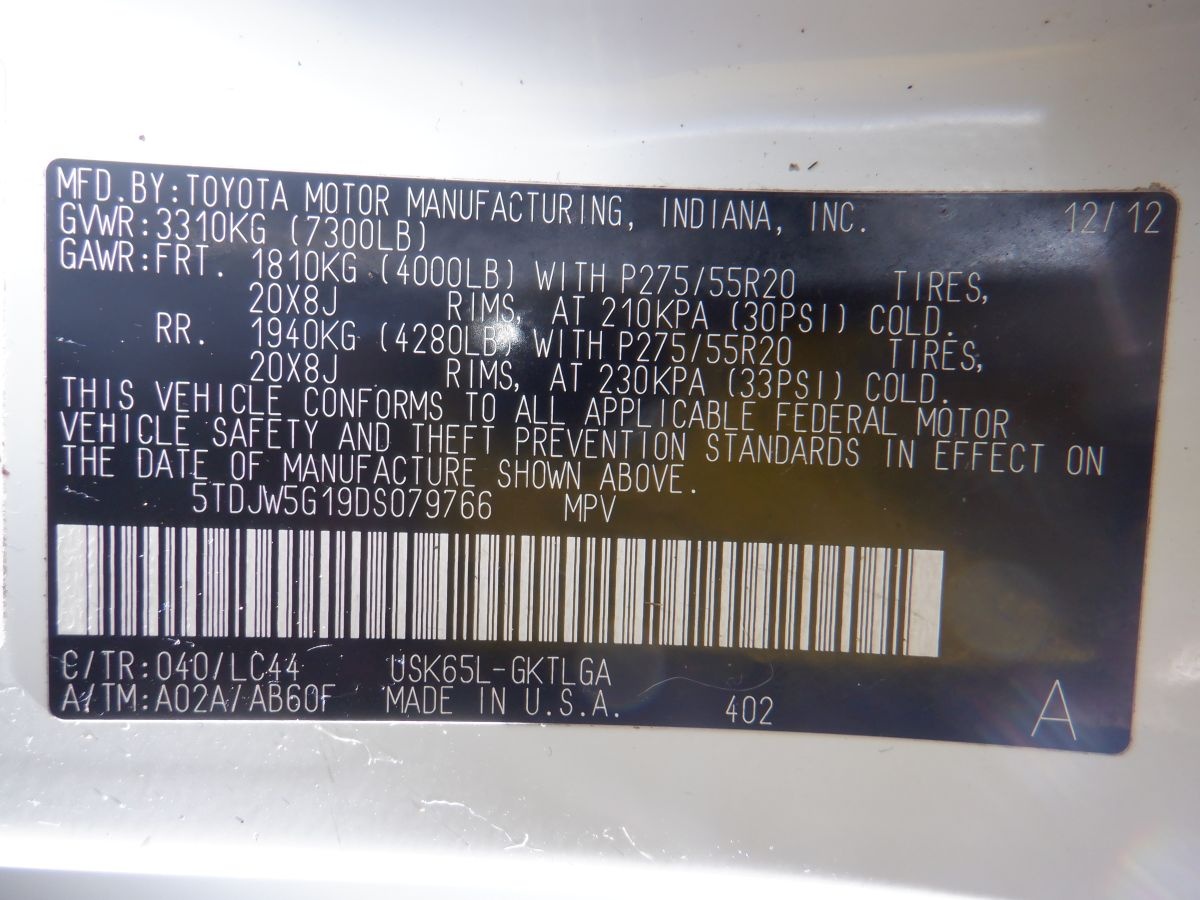 MFD.BY:TOYOTA MOTOR MANUFACTURING, INDIANA, INC. 12/12
GVWR:3310KG (7300LB)
GAWR:FRT. 1810KG (4000LB) WITH P275/55R20 TIRES,
20X8J RIMS, AT 210KPA (30PSI) COLD.
RR. 1940KG (4280LB) WITH P275/55R20 TIRES,
20X8J RIMS, AT 230KPA (33PSI) COLD.
THIS VEHICLE CONFORMS TO ALL APPLICABLE FEDERAL MOTOR
VEHICLE SAFETY AND THEFT PREVENTION STANDARDS IN EFFECT ON
THE DATE OF MANUFACTURE SHOWN ABOVE.
5TDJW5G19DS079766 MPV
C/TR:040/LC44 USK65L-GKTLGA
A/TM:A02A/AB60F MADE IN U.S.A. 402 A